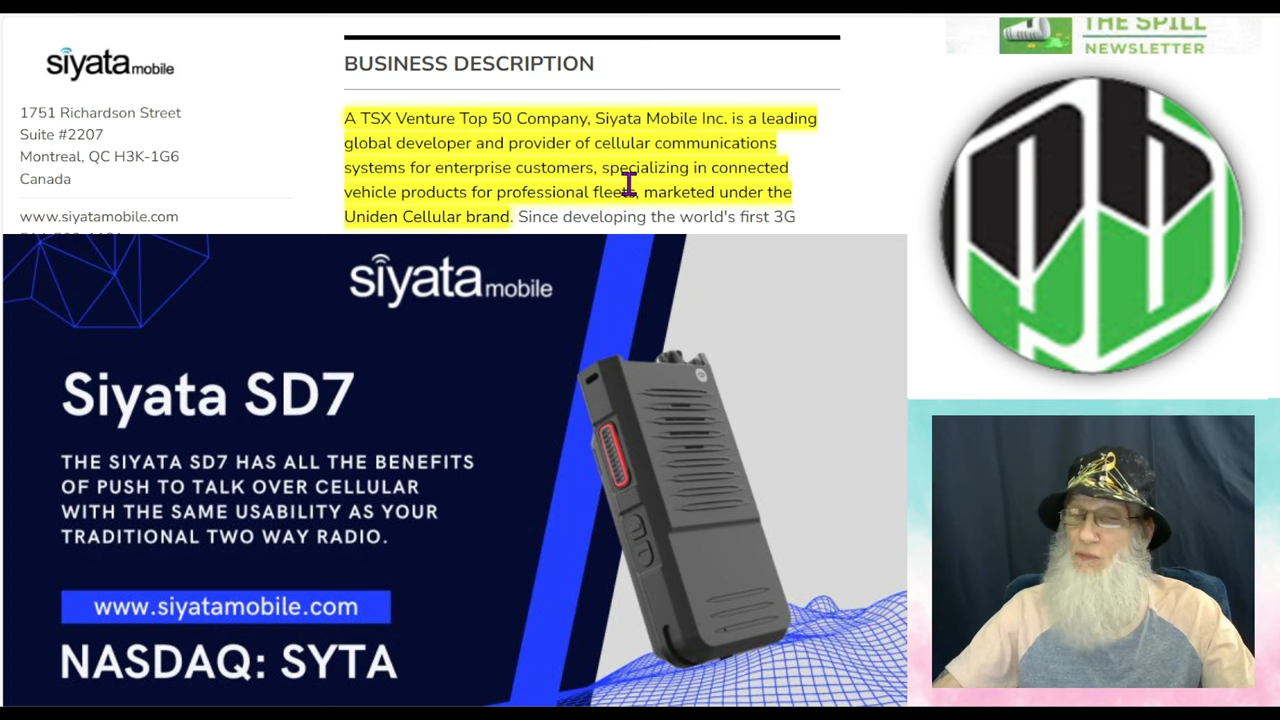 siyata mobile
1751 Richardson Street
Suite #2207
Montreal, QC H3K-1G6
Canada
www.siyatamobile.com
BUSINESS DESCRIPTION
A TSX Venture Top 50 Company, Siyata Mobile Inc. is a leading
global developer and provider of cellular communications
systems for enterprise customers, specializing in connected
vehicle products for professional fleets, marketed under the
Uniden Cellular brand. Since developing the world's first 3G
THE SPILL
NEWSLETTER
siyata mobile
Siyata SD7
THE SIYATA SD7 HAS ALL THE BENEFITS
OF PUSH TO TALK OVER CELLULAR
WITH THE SAME USABILITY AS YOUR
TRADITIONAL TWO WAY RADIO.
www.siyatamobile.com
NASDAQ: SYTA